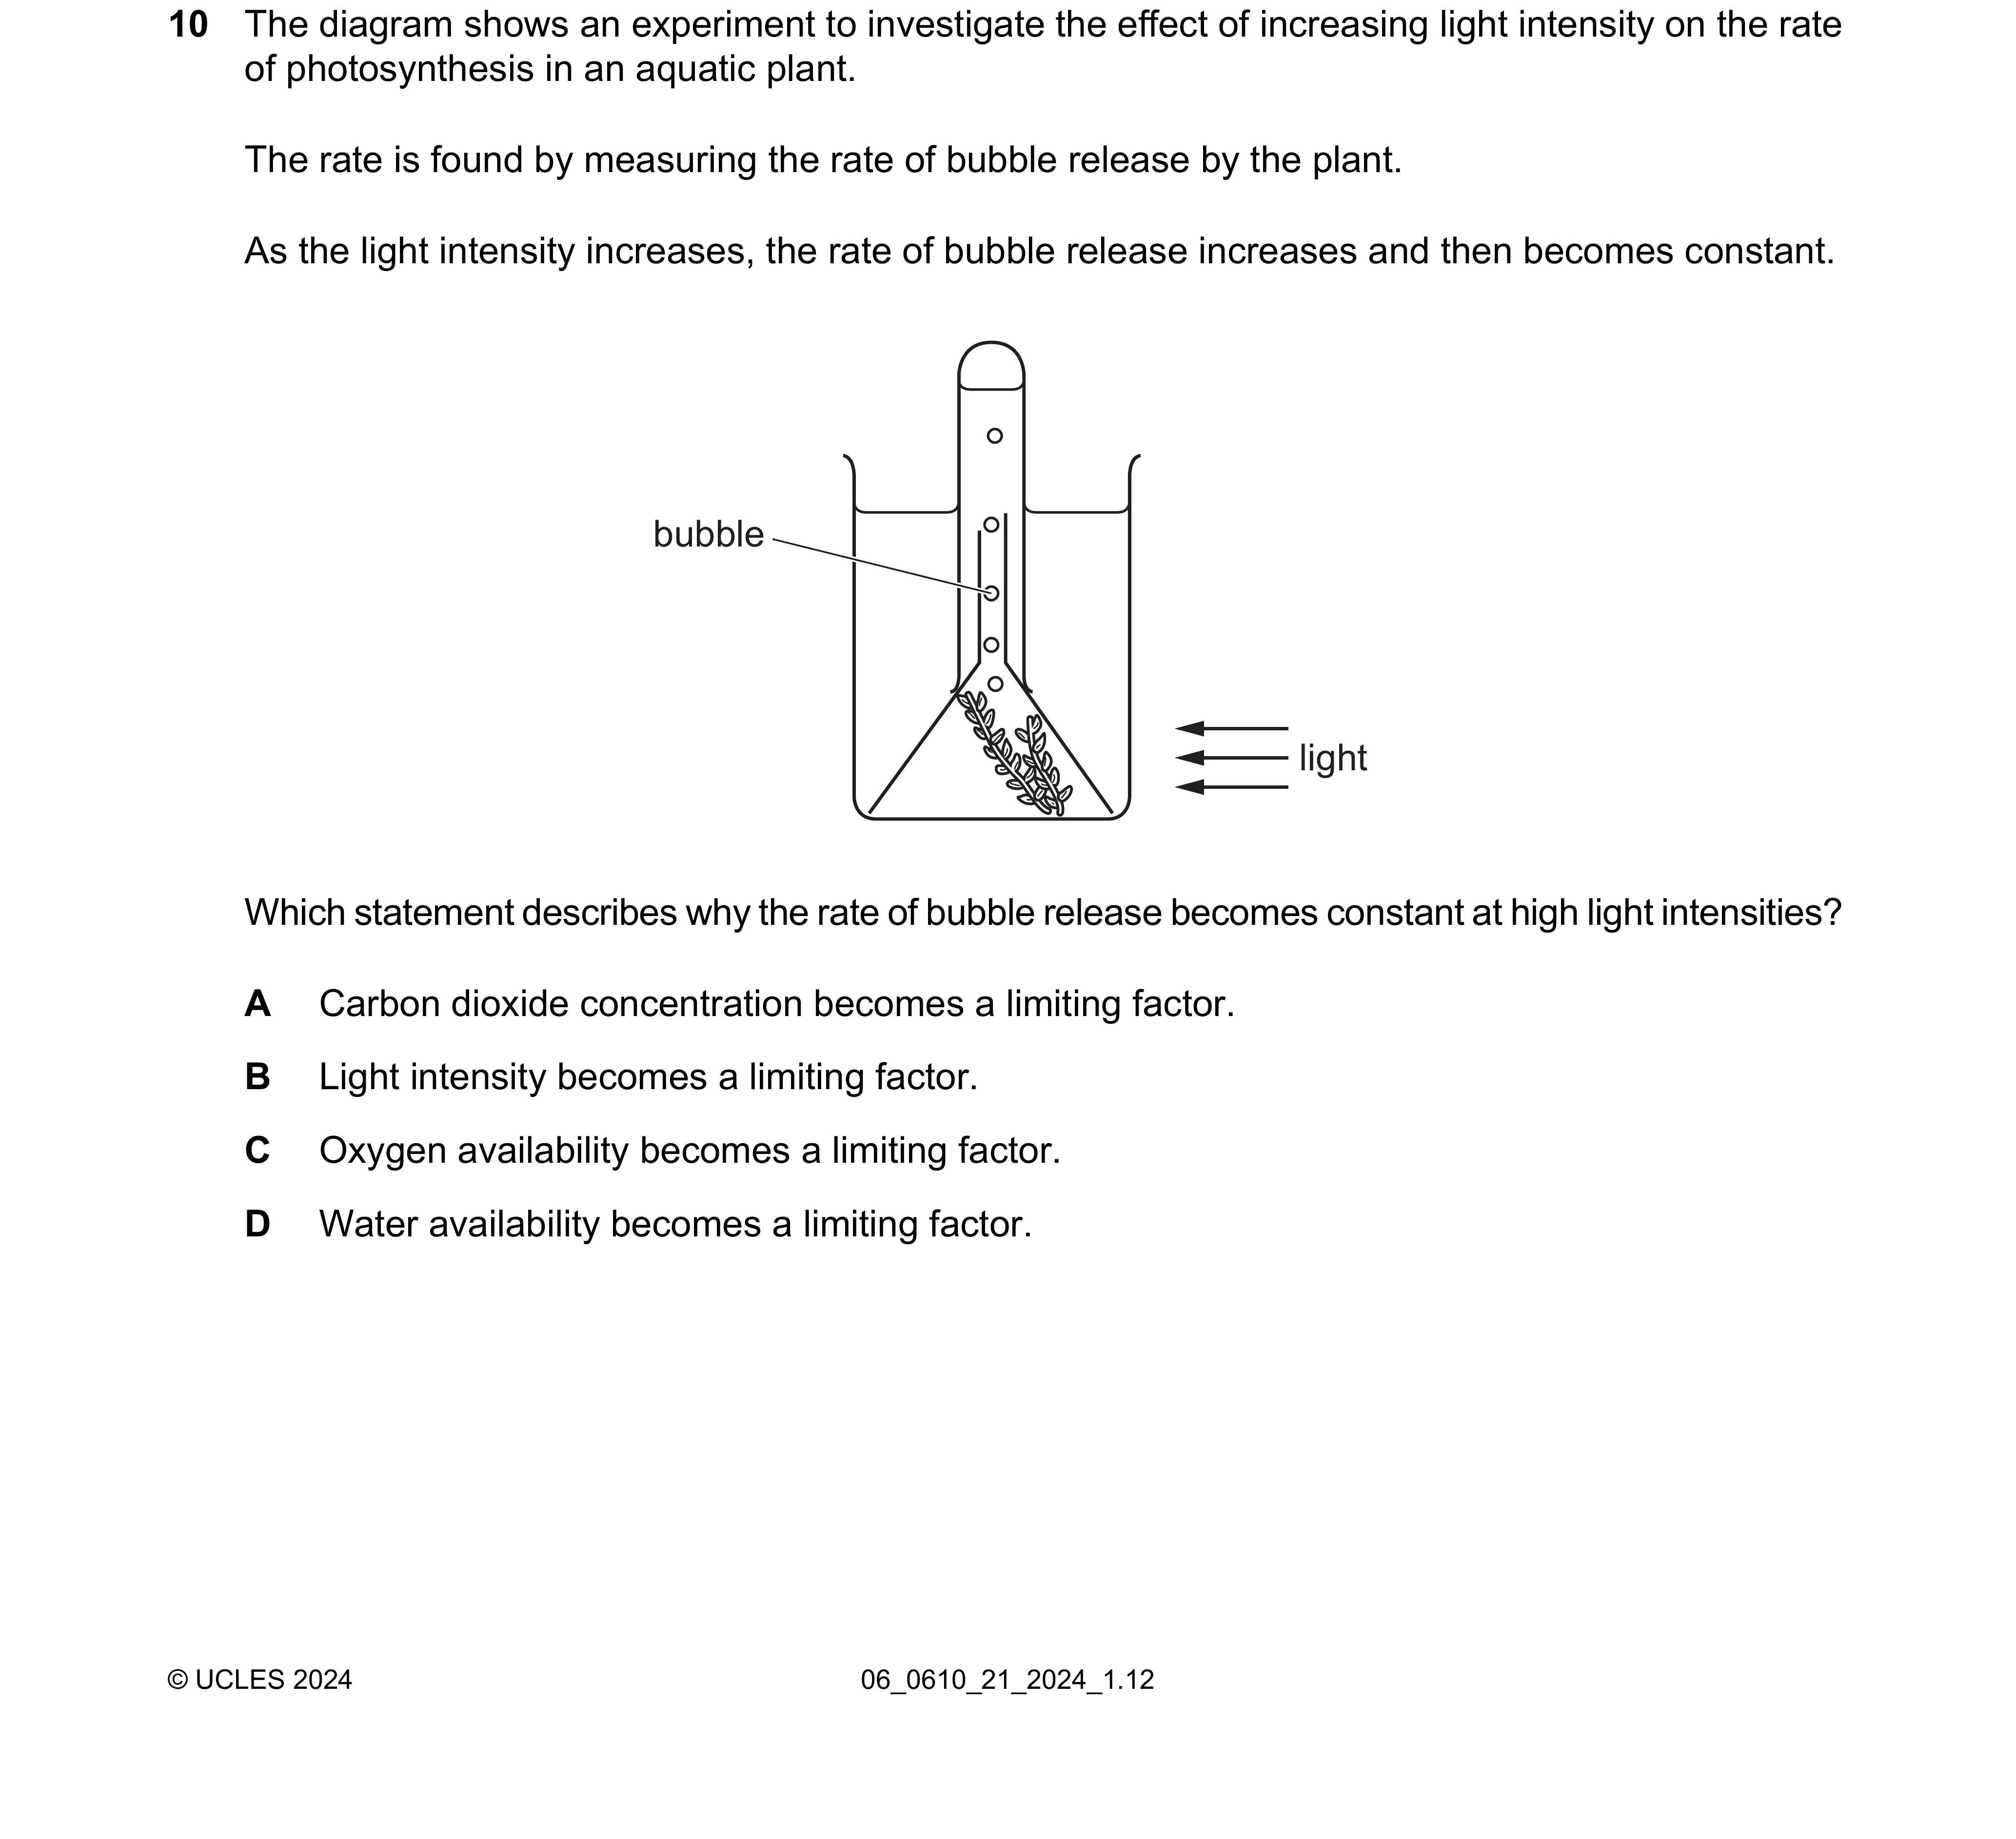 10 The diagram shows an experiment to investigate the effect of increasing light intensity on the rate
of photosynthesis in an aquatic plant.
The rate is found by measuring the rate of bubble release by the plant.
As the light intensity increases, the rate of bubble release increases and then becomes constant.
bubble
light
Which statement describes why the rate of bubble release becomes constant at high light intensities?
A Carbon dioxide concentration becomes a limiting factor.
B Light intensity becomes a limiting factor.
C Oxygen availability becomes a limiting factor.
D Water availability becomes a limiting factor.
© UCLES 2024 06_0610_21_2024_1.12